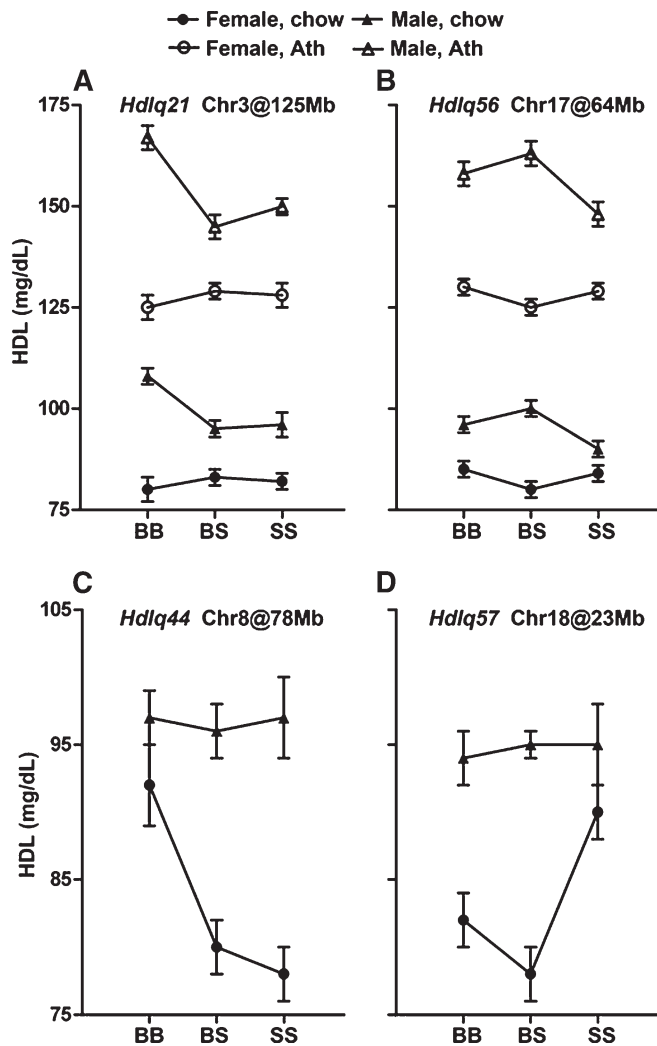 Female, chow Male, chow
Female, Ath Male, Ath
A
Hdlq21 Chr3@125Mb
175
150
125
100
75
HDL (mg/dL)
BB BS SS
B
Hdlq56 Chr17@64Mb
BB BS SS
C
Hdlq44 Chr8@78Mb
105
95
85
75
HDL (mg/dL)
BB BS SS
D
Hdlq57 Chr18@23Mb
BB BS SS